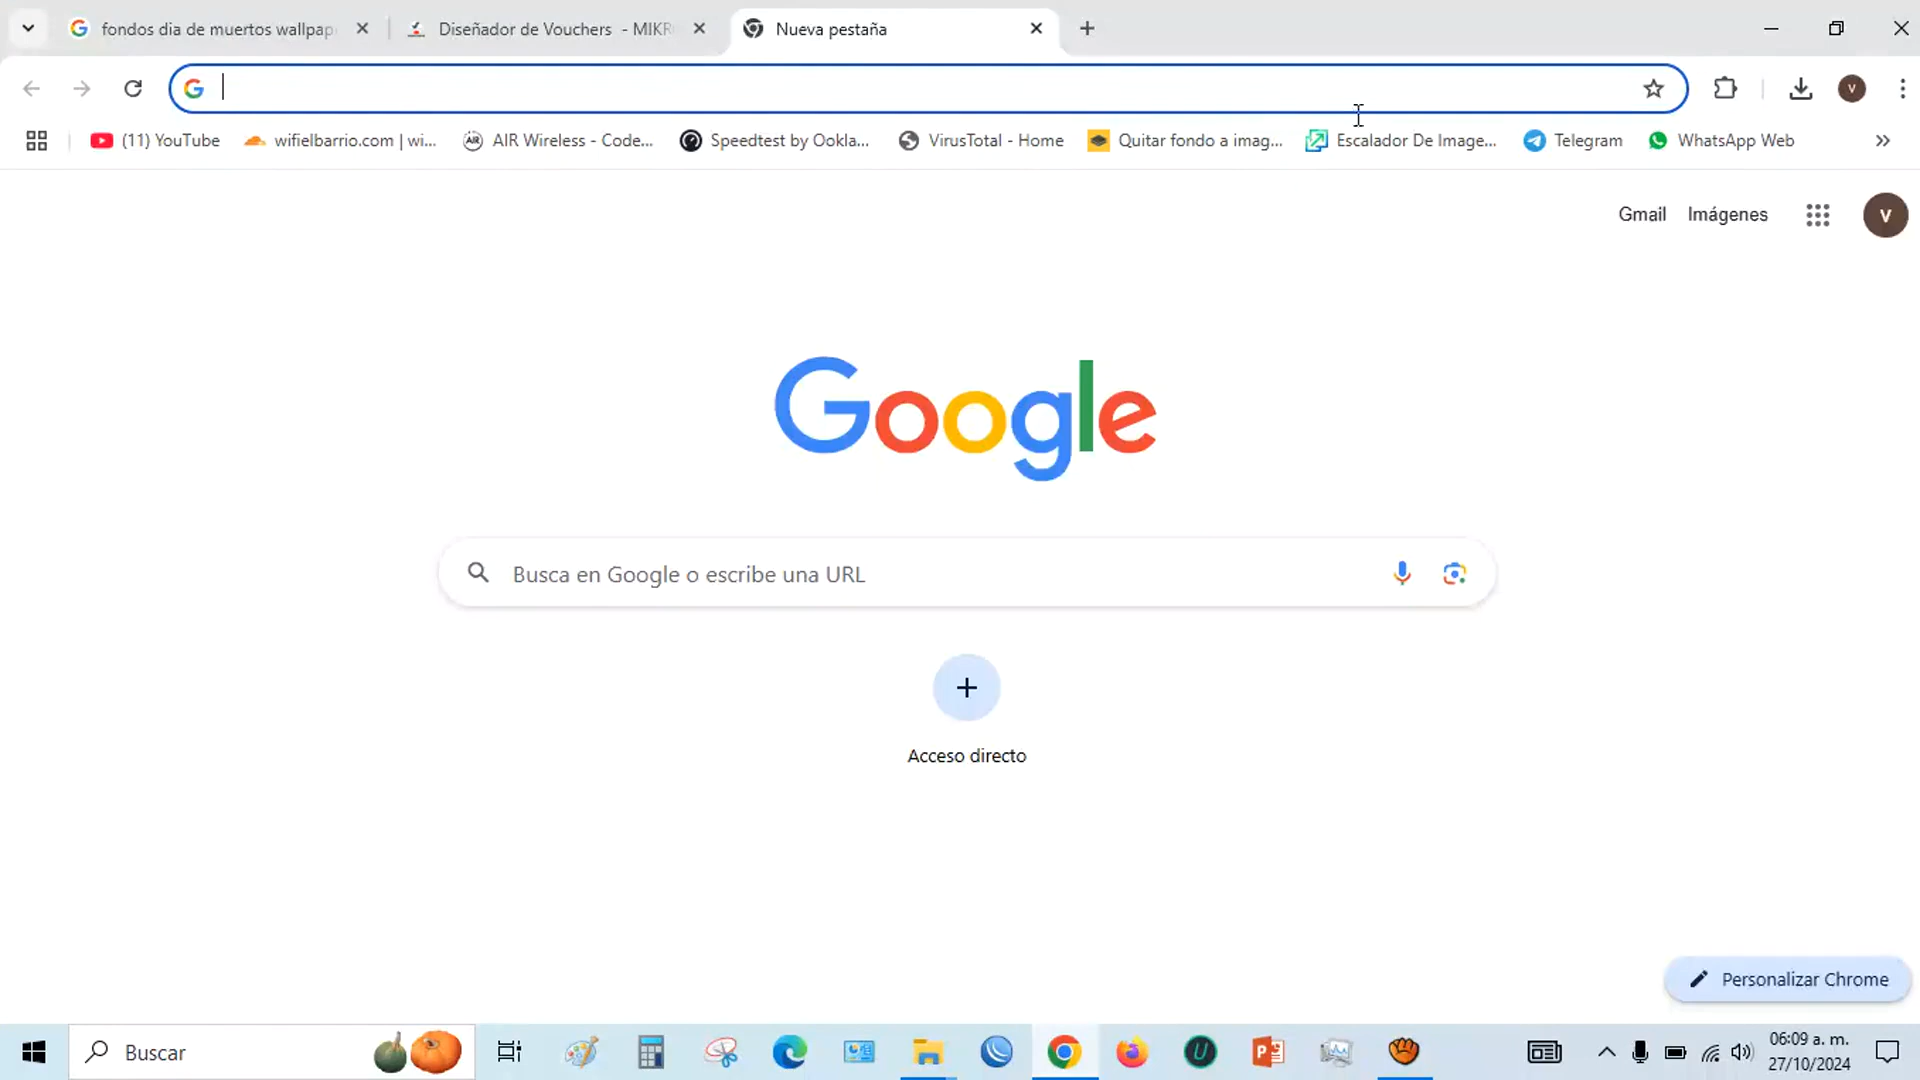 fondos dia de muertos wallpap
Diseñador de Vouchers - MIKR
Nueva pestaña
(11) YouTube
wifielbarrio.com | wi...
AIR Wireless - Code...
Speedtest by Ookla...
VirusTotal - Home
Quitar fondo a imag...
Escalador De Image...
Telegram
WhatsApp Web
Gmail
Imágenes
V
Google
Busca en Google o escribe una URL
Acceso directo
Personalizar Chrome
Buscar
06:09 a. m.
27/10/2024